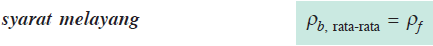 syarat melayang ρb, rata-rata = ρf